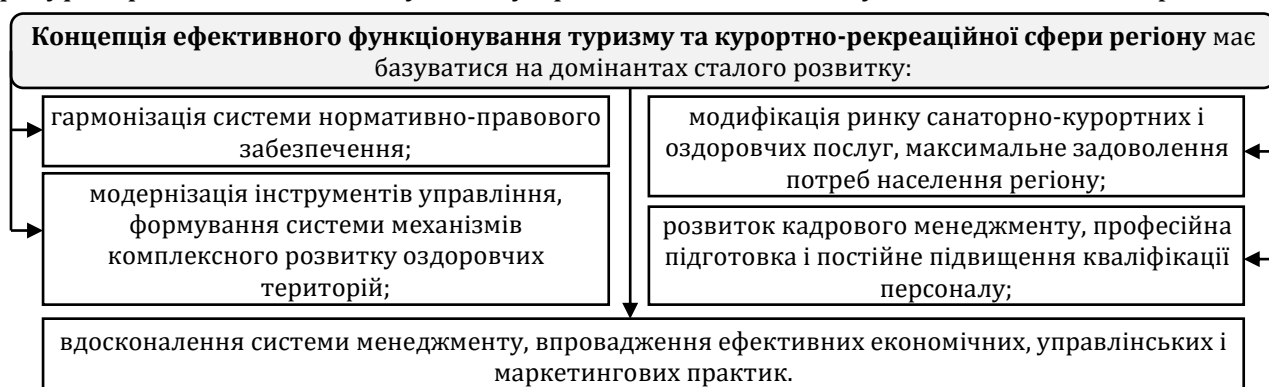 Концепція ефективного функціонування туризму та курортно-рекреаційної сфери регіону має
базуватися на домінантах сталого розвитку:
гармонізація системи нормативно-правового
забезпечення;
модернізація інструментів управління,
формування системи механізмів
комплексного розвитку оздоровчих
територій;
модифікація ринку санаторно-курортних і
оздоровчих послуг, максимальне задоволення
потреб населення регіону;
розвиток кадрового менеджменту, професійна
підготовка і постійне підвищення кваліфікації
персоналу;
вдосконалення системи менеджменту, впровадження ефективних економічних, управлінських і
маркетингових практик.